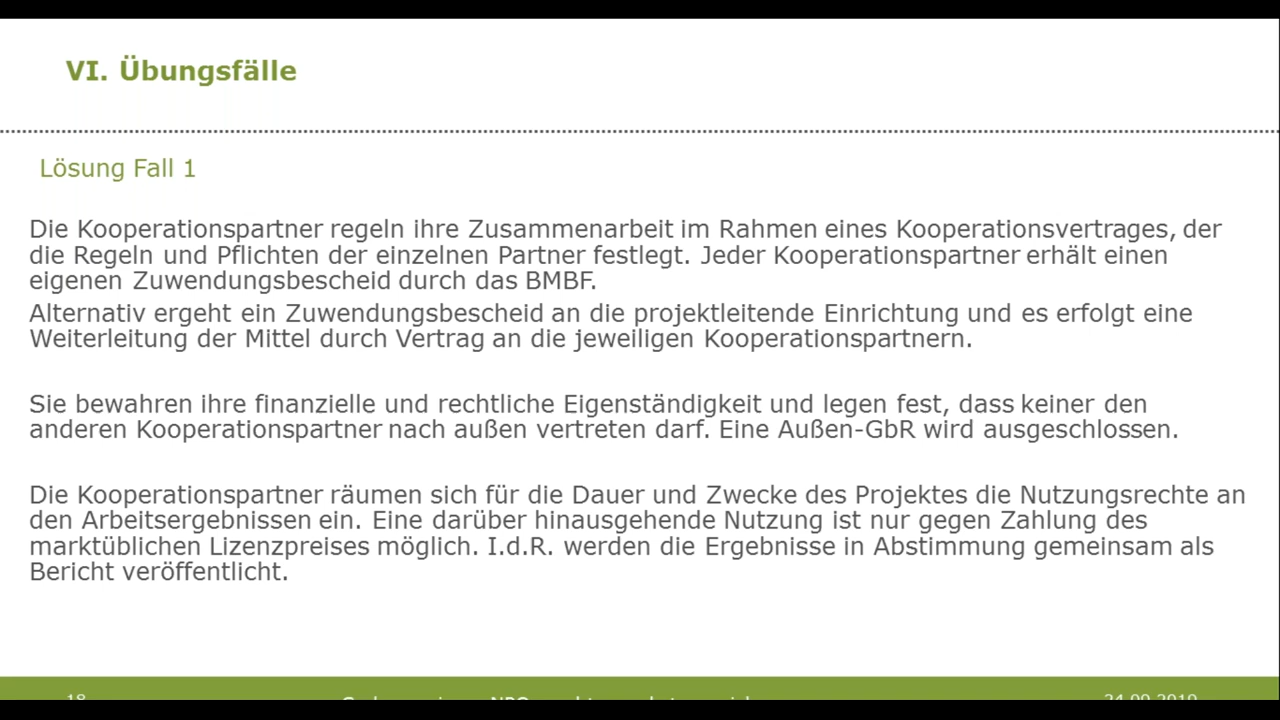 VI. Übungsfälle
Lösung Fall 1
Die Kooperationspartner regeln ihre Zusammenarbeit im Rahmen eines Kooperationsvertrages, der
die Regeln und Pflichten der einzelnen Partner festlegt. Jeder Kooperationspartner erhält einen
eigenen Zuwendungsbescheid durch das BMBF.
Alternativ ergeht ein Zuwendungsbescheid an die projektleitende Einrichtung und es erfolgt eine
Weiterleitung der Mittel durch Vertrag an die jeweiligen Kooperationspartnern.
Sie bewahren ihre finanzielle und rechtliche Eigenständigkeit und legen fest, dass keiner den
anderen Kooperationspartner nach außen vertreten darf. Eine Außen-GbR wird ausgeschlossen.
Die Kooperationspartner räumen sich für die Dauer und Zwecke des Projektes die Nutzungsrechte an
den Arbeitsergebnissen ein. Eine darüber hinausgehende Nutzung ist nur gegen Zahlung des
marktüblichen Lizenzpreises möglich. I.d.R. werden die Ergebnisse in Abstimmung gemeinsam als
Bericht veröffentlicht.
18
24.09.2019